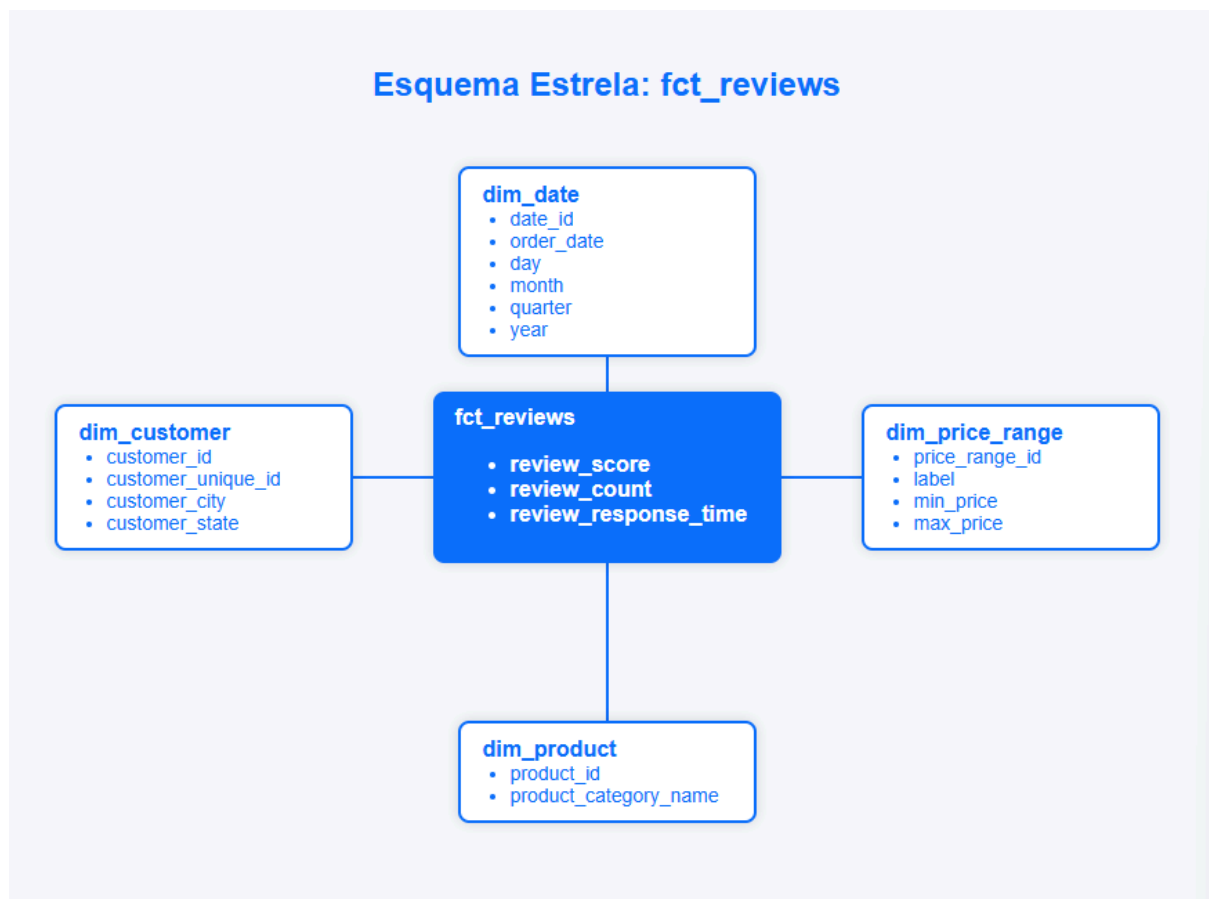 Esquema Estrela: fct_reviews
dim_date
date_id
order_date
day
month
quarter
year
dim_customer
customer_id
customer_unique_id
customer_city
customer_state
fct_reviews
review_score
review_count
review_response_time
dim_price_range
price_range_id
label
min_price
max_price
dim_product
product_id
product_category_name